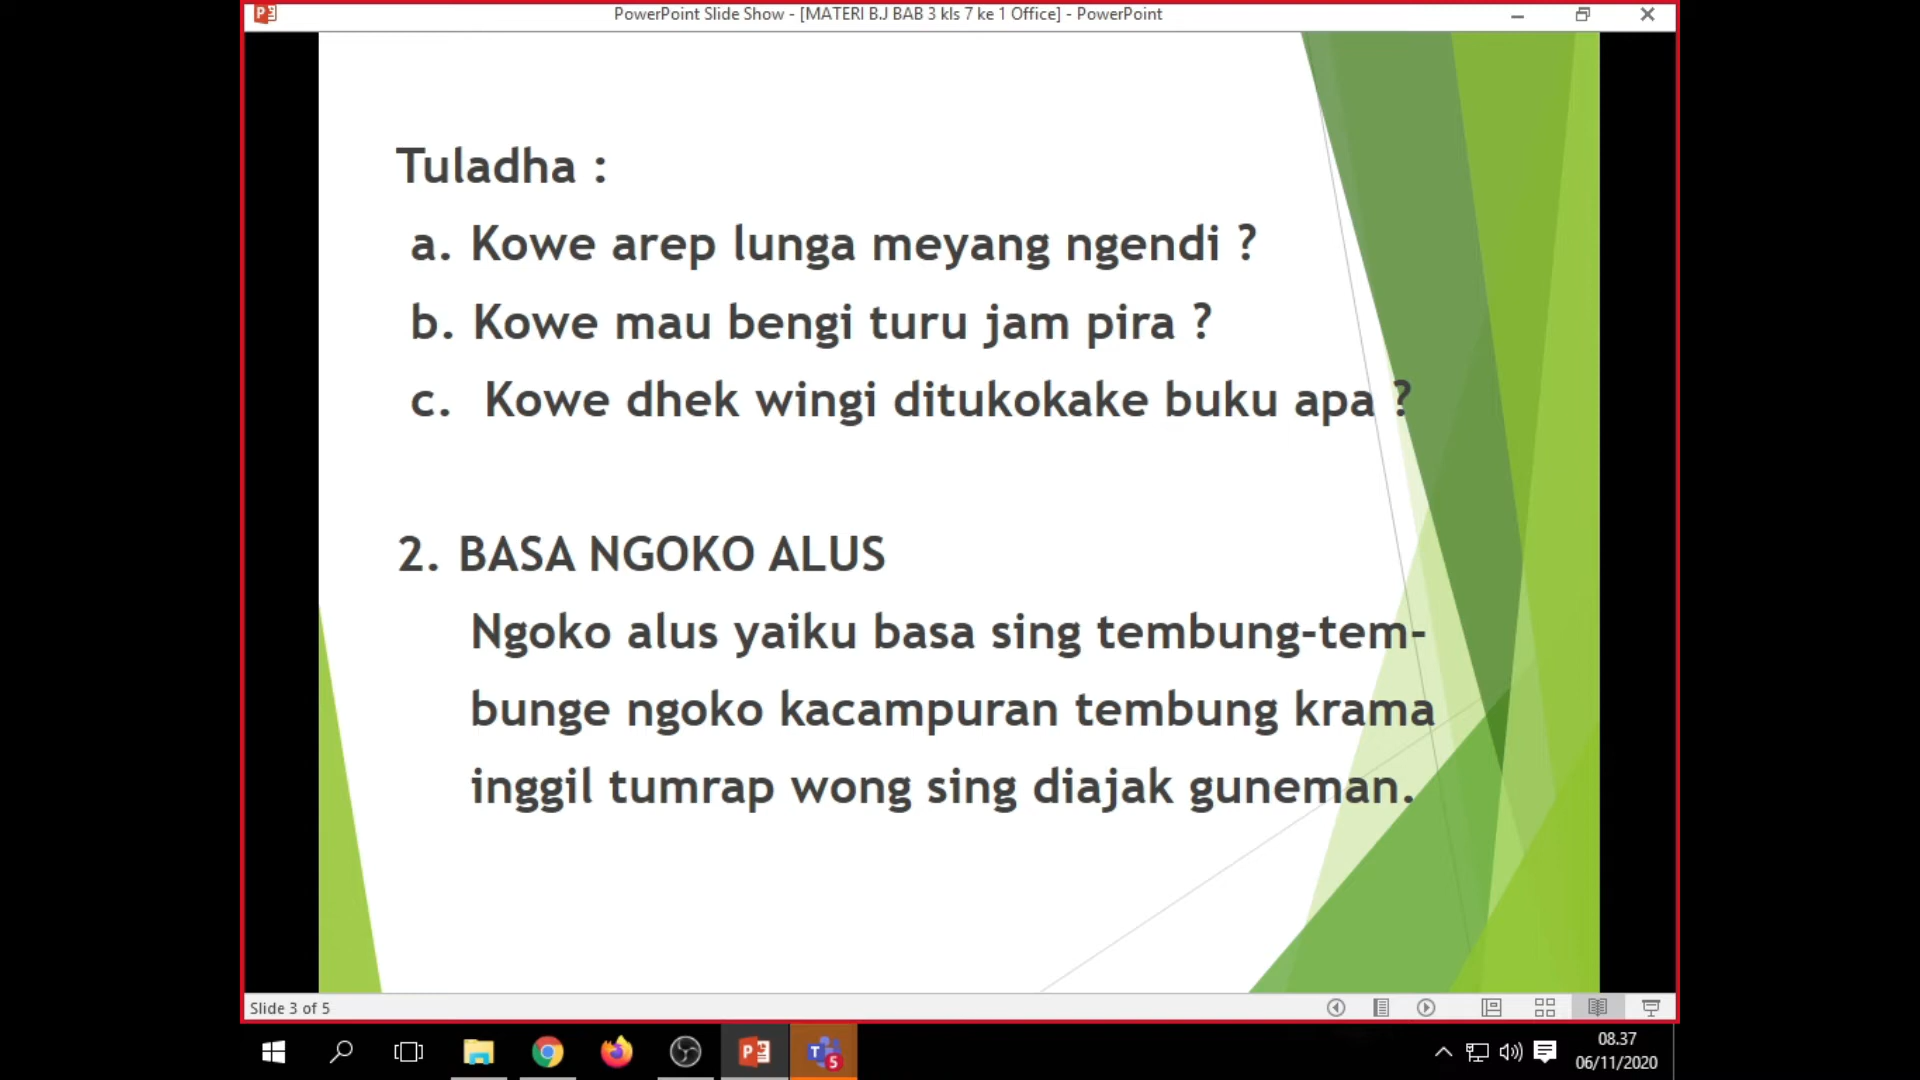 PowerPoint Slide Show - [MATERI B.J BAB 3 kls 7 ke 1 Office] - PowerPoint
Tuladha :
a. Kowe arep lunga meyang ngendi ?
b. Kowe mau bengi turu jam pira ?
c. Kowe dhek wingi ditukokake buku apa ?
2. BASA NGOKO ALUS
Ngoko alus yaiku basa sing tembung-tem-
bunge ngoko kacampuran tembung krama
inggil tumrap wong sing diajak guneman.
Slide 3 of 5
5
08.37
06/11/2020